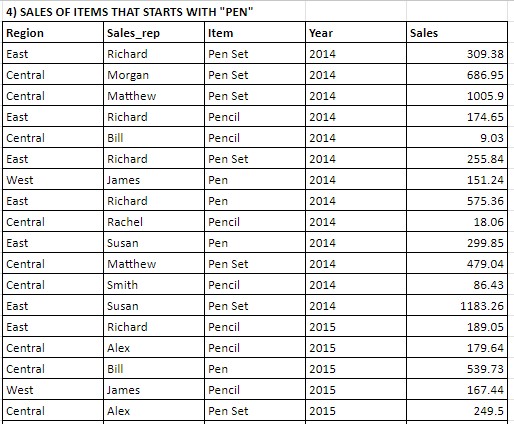 4) SALES OF ITEMS THAT STARTS WITH "PEN"
Region Sales_rep Item Year Sales
East Richard Pen Set 2014 309.38
Central Morgan Pen Set 2014 686.95
Central Matthew Pen Set 2014 1005.9
East Richard Pencil 2014 174.65
Central Bill Pencil 2014 9.03
East Richard Pen Set 2014 255.84
West James Pen 2014 151.24
East Richard Pen 2014 575.36
Central Rachel Pencil 2014 18.06
East Susan Pen 2014 299.85
Central Matthew Pen Set 2014 479.04
Central Smith Pencil 2014 86.43
East Susan Pen Set 2014 1183.26
East Richard Pencil 2015 189.05
Central Alex Pencil 2015 179.64
Central Bill Pen 2015 539.73
West James Pencil 2015 167.44
Central Alex Pen Set 2015 249.5